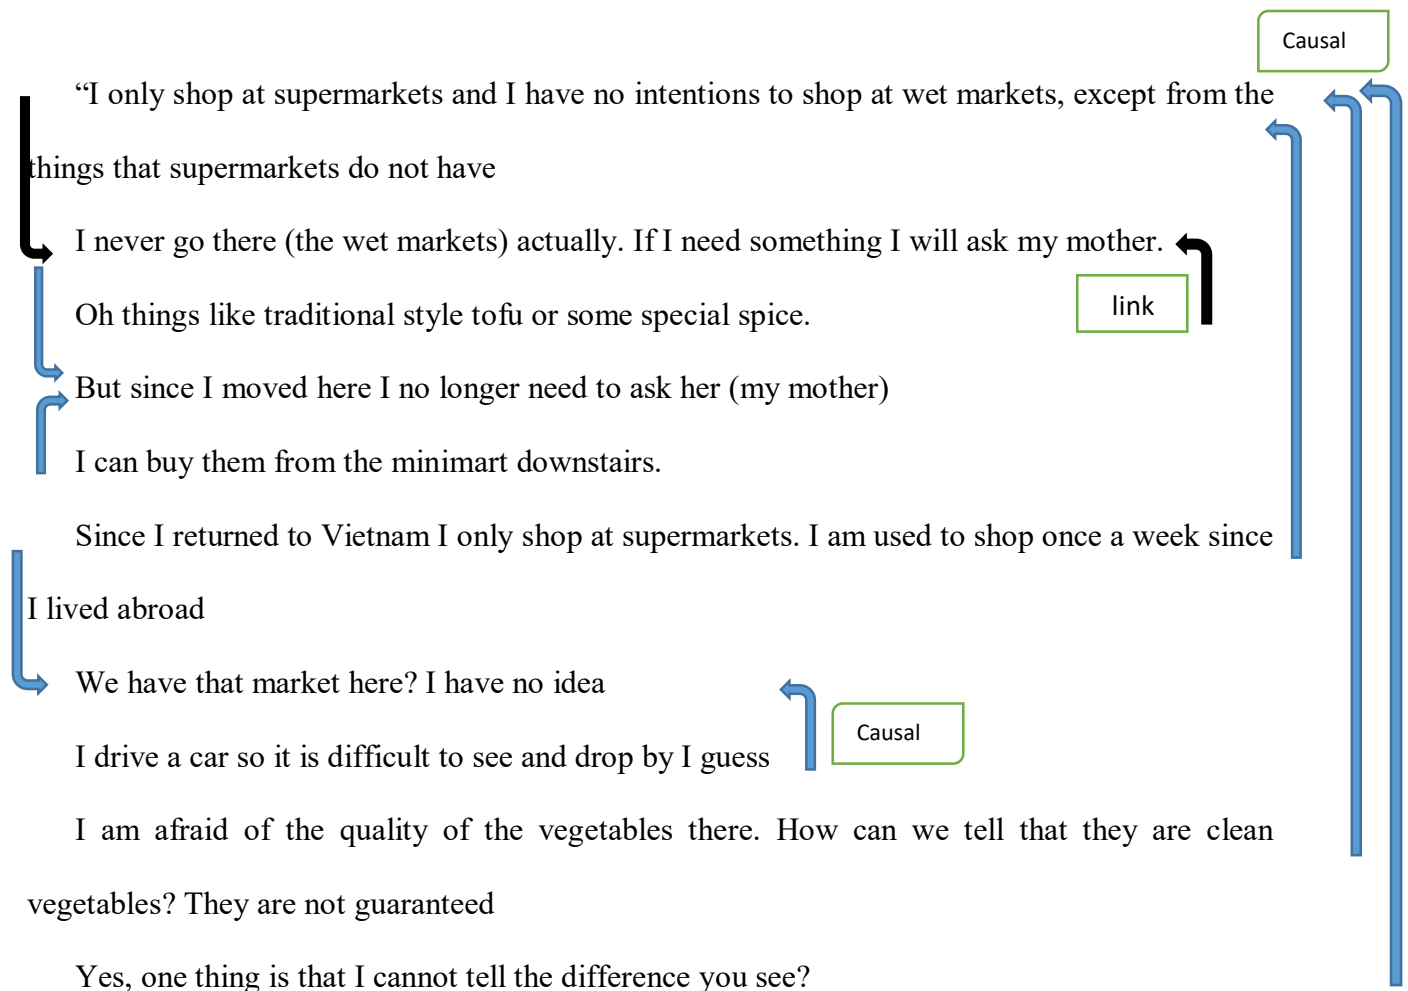 Causal
“I only shop at supermarkets and I have no intentions to shop at wet markets, except from the
things that supermarkets do not have
I never go there (the wet markets) actually. If I need something I will ask my mother.
link
Oh things like traditional style tofu or some special spice.
But since I moved here I no longer need to ask her (my mother)
I can buy them from the minimart downstairs.
Since I returned to Vietnam I only shop at supermarkets. I am used to shop once a week since
I lived abroad
We have that market here? I have no idea
Causal
I drive a car so it is difficult to see and drop by I guess
I am afraid of the quality of the vegetables there. How can we tell that they are clean
vegetables? They are not guaranteed
Yes, one thing is that I cannot tell the difference you see?